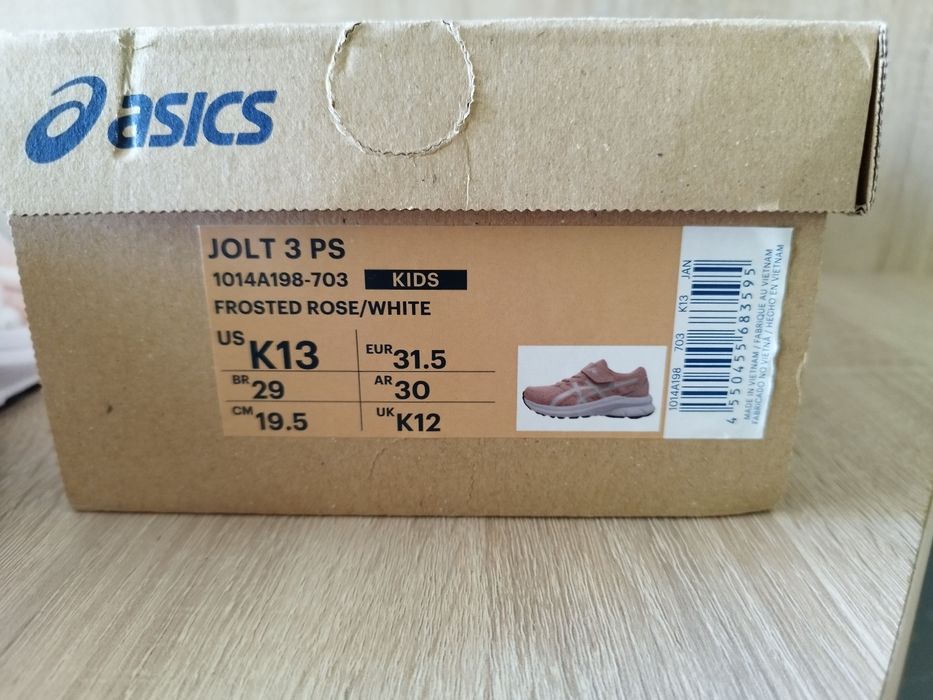 asics
JOLT 3 PS
1014A198-703 KIDS
FROSTED ROSE/WHITE
US K13 EUR 31.5
BR 29 AR 30
CM 19.5 UK K12
1014A198 703 K13 JAN
4 550455 683595
MADE IN VIETNAM / FABRIQUE AU VIETNAM
FABRICADO NO VIETNÃ / HECHO EN VIETNAM